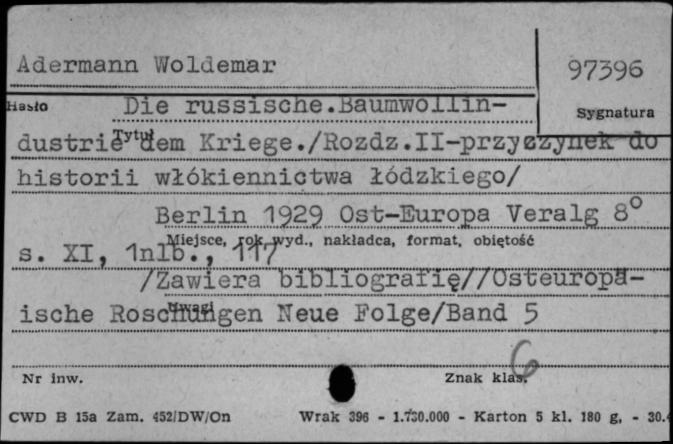 Adermann Woldemar
97396
Hasło
Die russische.Baumwollin-
Sygnatura
dustrie dem Kriege./Rozdz.II-przyczynek do
Tytuł
historii włókiennictwa łódzkiego/
Berlin 1929 Ost-Europa Veralg 8°
Miejsce, rok wyd., nakładca, format, objętość
s. XI, 1nlb., 117
/Zawiera bibliografię//Osteuropä-
Uwagi
ische Roschungen Neue Folge/Band 5
6
Nr inw.
Znak klas.
CWD B 15a Zam. 452/DW/On
Wrak 396 - 1.730.000 - Karton 5 kl. 180 g, - 30.4